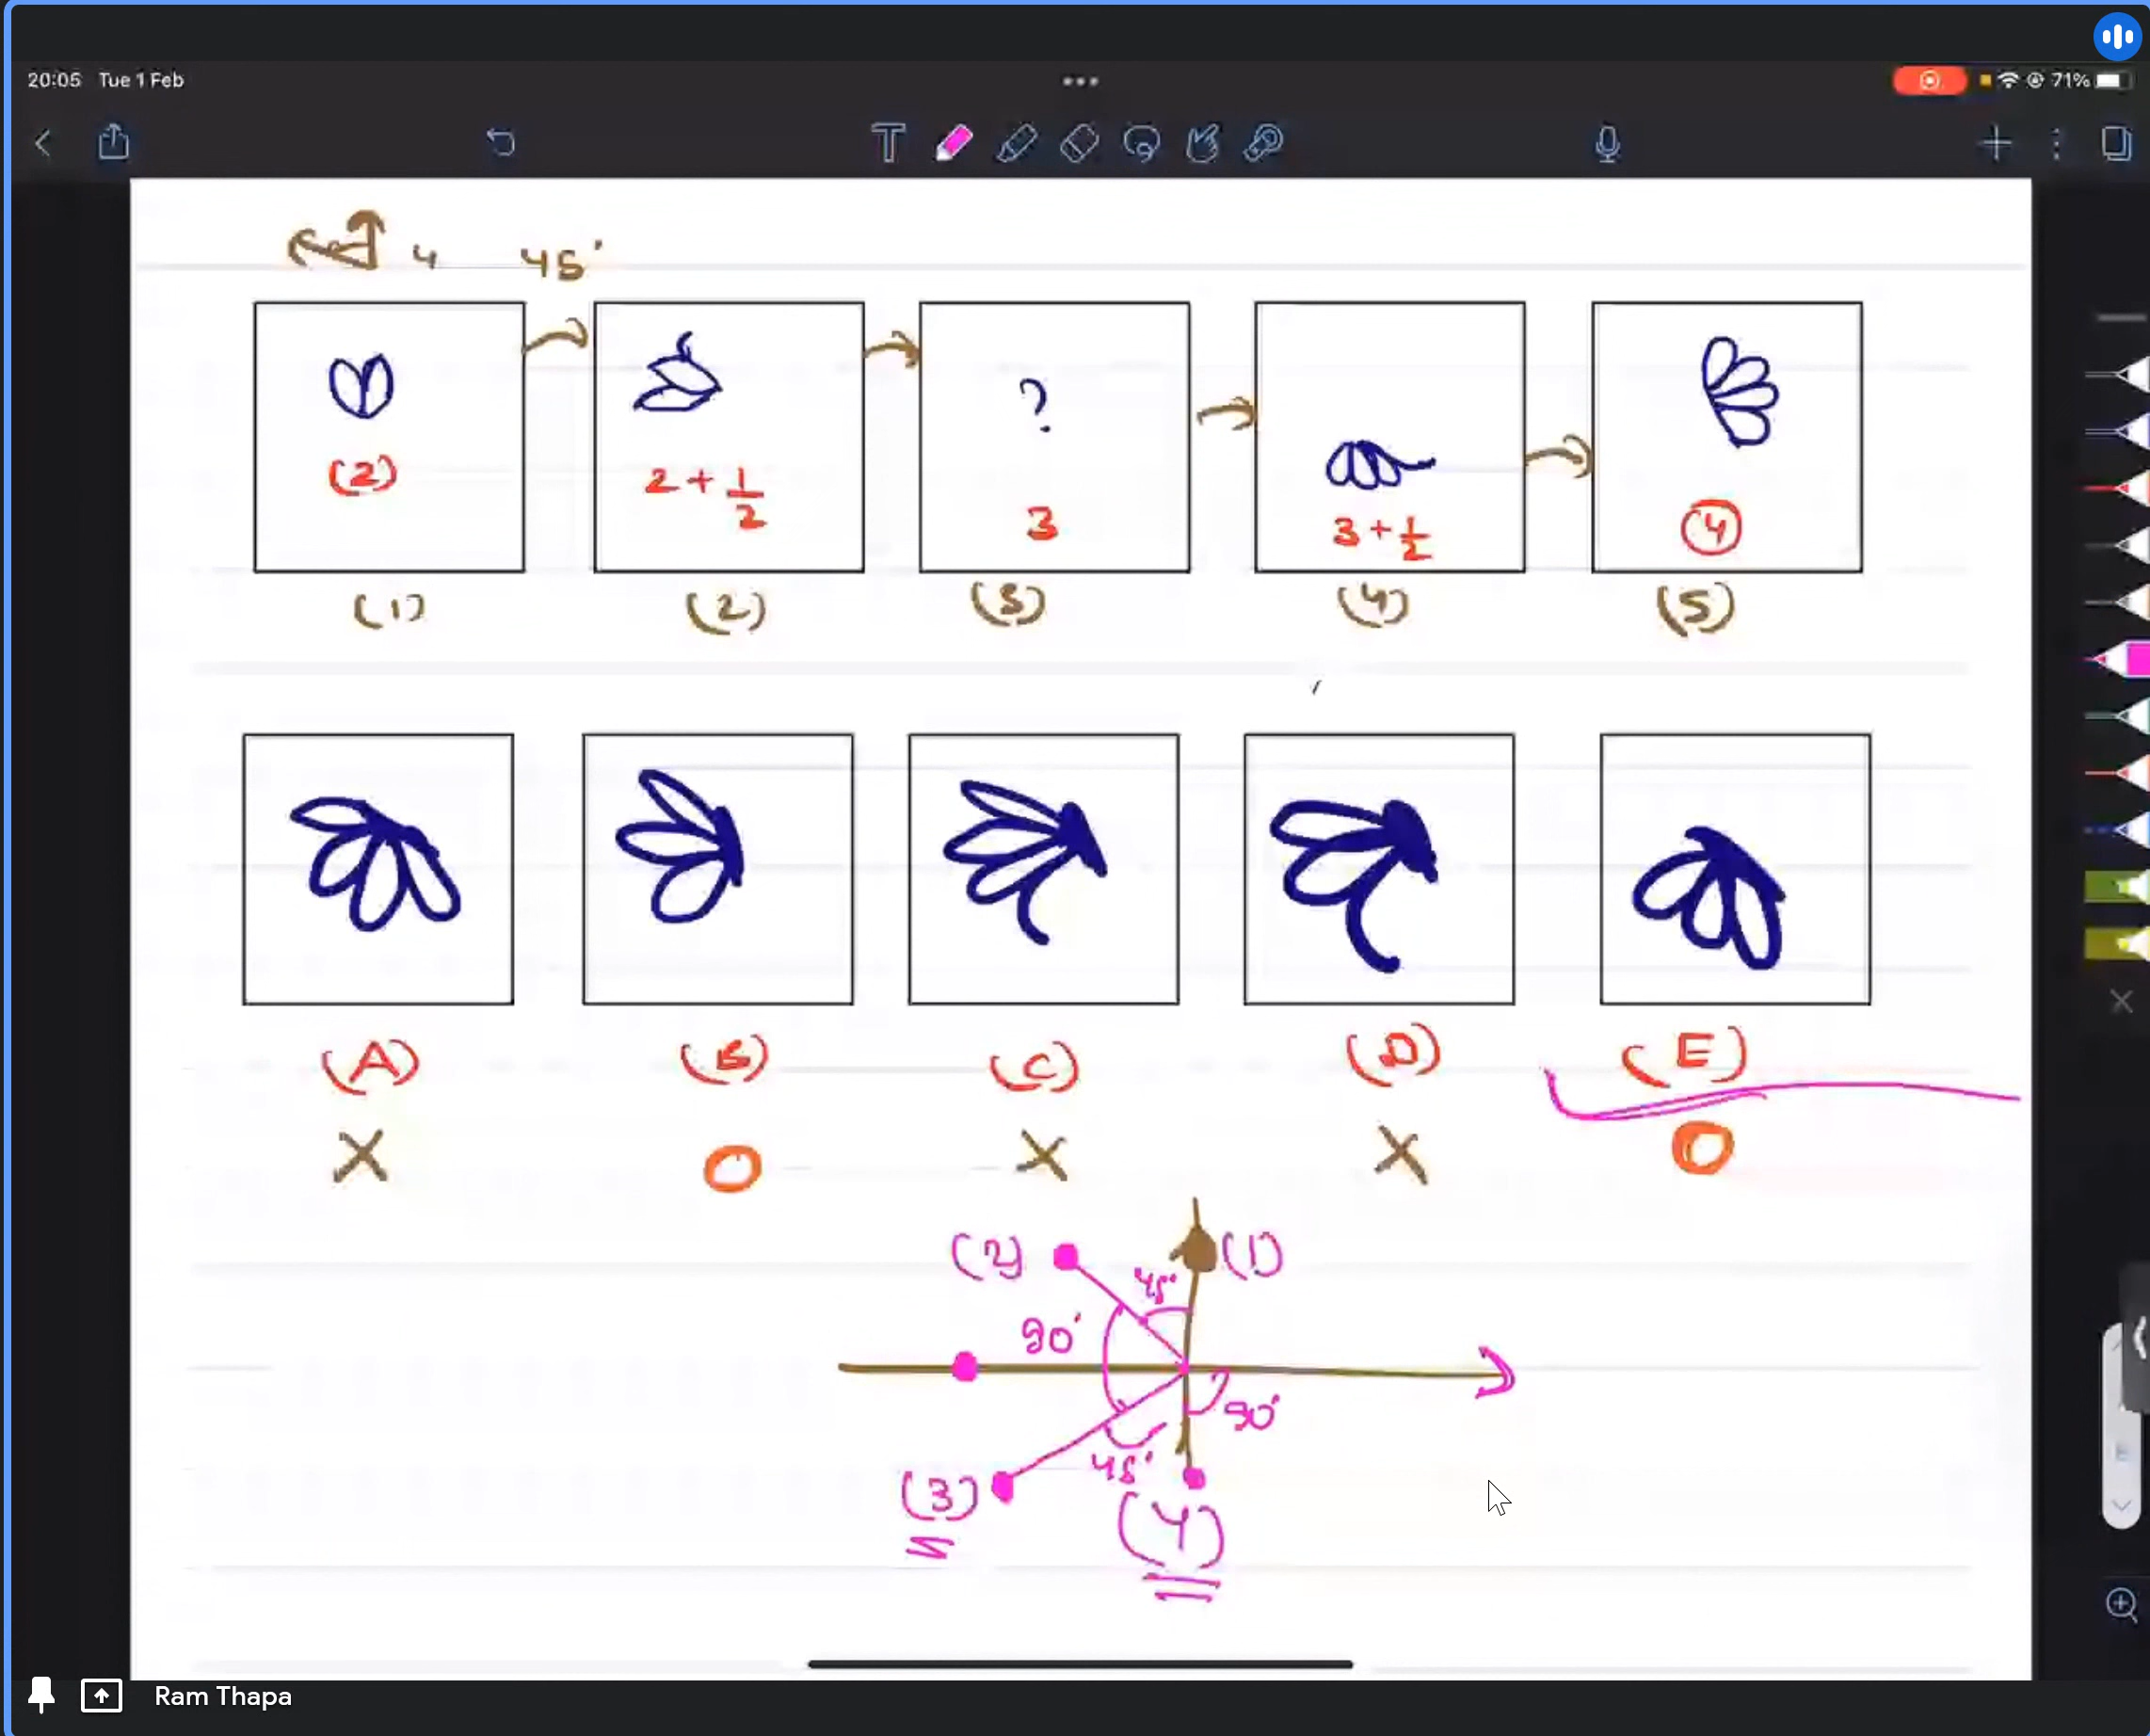 20:05 Tue 1 Feb
71%
T
4 45°
?
(2) 2 + 1/2 3 3 + 1/2 4
(1) (2) (3) (4) (5)
(A) (B) (C) (D) (E)
X O X X O
(2) (1)
45°
90°
90°
45°
(3)
(4)
Ram Thapa